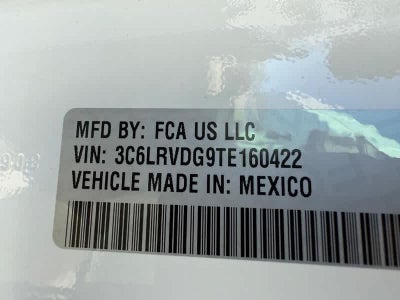 MFD BY: FCA US LLC
VIN: 3C6LRVDG9TE160422
VEHICLE MADE IN: MEXICO